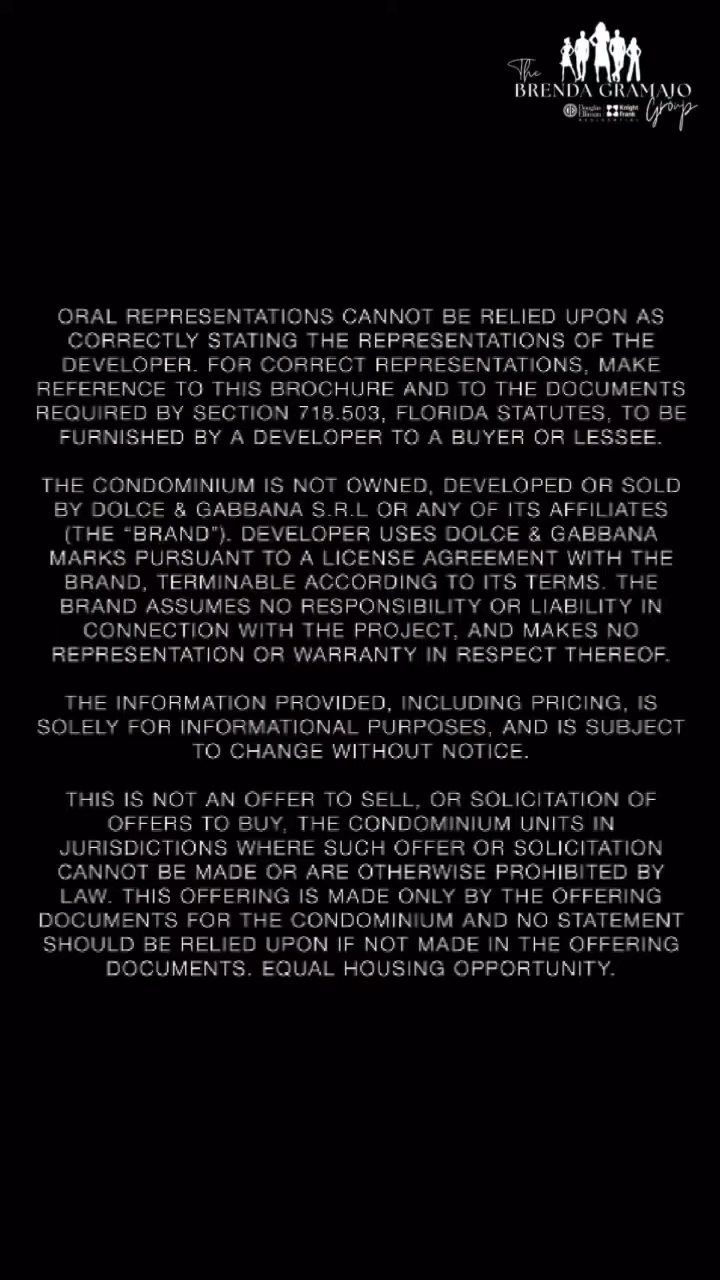 The
BRENDA GRAMAJO
Group
Douglas Elliman
Knight Frank
ORAL REPRESENTATIONS CANNOT BE RELIED UPON AS
CORRECTLY STATING THE REPRESENTATIONS OF THE
DEVELOPER. FOR CORRECT REPRESENTATIONS, MAKE
REFERENCE TO THIS BROCHURE AND TO THE DOCUMENTS
REQUIRED BY SECTION 718.503, FLORIDA STATUTES, TO BE
FURNISHED BY A DEVELOPER TO A BUYER OR LESSEE.
THE CONDOMINIUM IS NOT OWNED, DEVELOPED OR SOLD
BY DOLCE & GABBANA S.R.L OR ANY OF ITS AFFILIATES
(THE “BRAND”). DEVELOPER USES DOLCE & GABBANA
MARKS PURSUANT TO A LICENSE AGREEMENT WITH THE
BRAND, TERMINABLE ACCORDING TO ITS TERMS. THE
BRAND ASSUMES NO RESPONSIBILITY OR LIABILITY IN
CONNECTION WITH THE PROJECT, AND MAKES NO
REPRESENTATION OR WARRANTY IN RESPECT THEREOF.
THE INFORMATION PROVIDED, INCLUDING PRICING, IS
SOLELY FOR INFORMATIONAL PURPOSES, AND IS SUBJECT
TO CHANGE WITHOUT NOTICE.
THIS IS NOT AN OFFER TO SELL, OR SOLICITATION OF
OFFERS TO BUY, THE CONDOMINIUM UNITS IN
JURISDICTIONS WHERE SUCH OFFER OR SOLICITATION
CANNOT BE MADE OR ARE OTHERWISE PROHIBITED BY
LAW. THIS OFFERING IS MADE ONLY BY THE OFFERING
DOCUMENTS FOR THE CONDOMINIUM AND NO STATEMENT
SHOULD BE RELIED UPON IF NOT MADE IN THE OFFERING
DOCUMENTS. EQUAL HOUSING OPPORTUNITY.